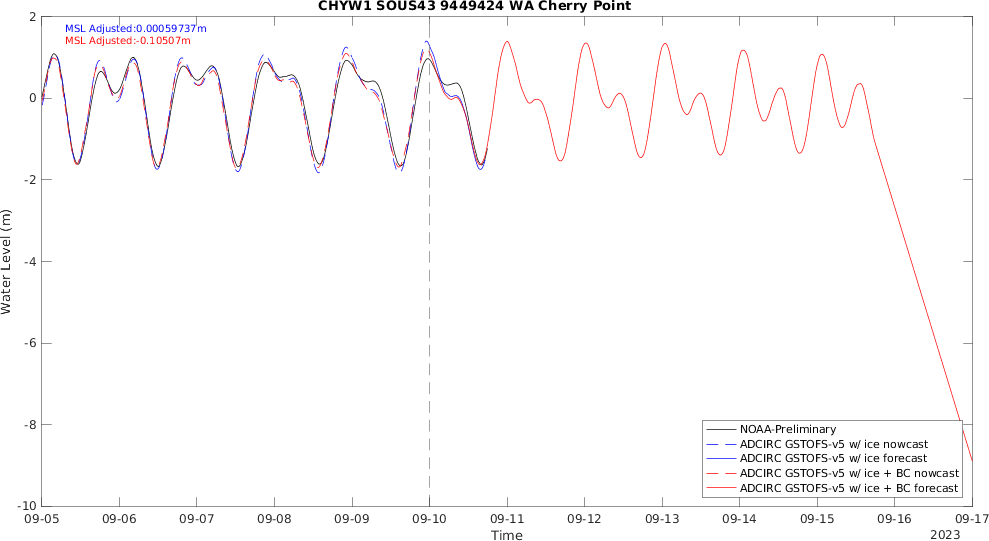 CHYW1 SOUS43 9449424 WA Cherry Point
MSL Adjusted:0.00059737m
MSL Adjusted:-0.10507m
2
0
-2
-4
-6
-8
-10
Water Level (m)
09-05 09-06 09-07 09-08 09-09 09-10 09-11 09-12 09-13 09-14 09-15 09-16 09-17
Time
2023
NOAA-Preliminary
ADCIRC GSTOFS-v5 w/ ice nowcast
ADCIRC GSTOFS-v5 w/ ice forecast
ADCIRC GSTOFS-v5 w/ ice + BC nowcast
ADCIRC GSTOFS-v5 w/ ice + BC forecast